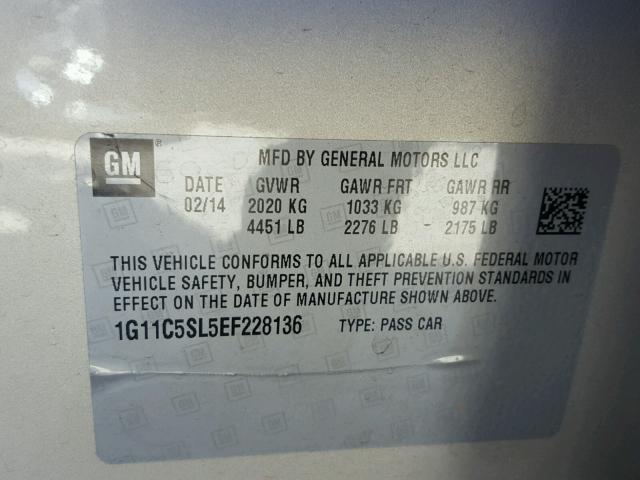 GM ®
MFD BY GENERAL MOTORS LLC
DATE GVWR GAWR FRT GAWR RR
02/14 2020 KG 1033 KG 987 KG
4451 LB 2276 LB 2175 LB
THIS VEHICLE CONFORMS TO ALL APPLICABLE U.S. FEDERAL MOTOR
VEHICLE SAFETY, BUMPER, AND THEFT PREVENTION STANDARDS IN
EFFECT ON THE DATE OF MANUFACTURE SHOWN ABOVE.
1G11C5SL5EF228136 TYPE: PASS CAR